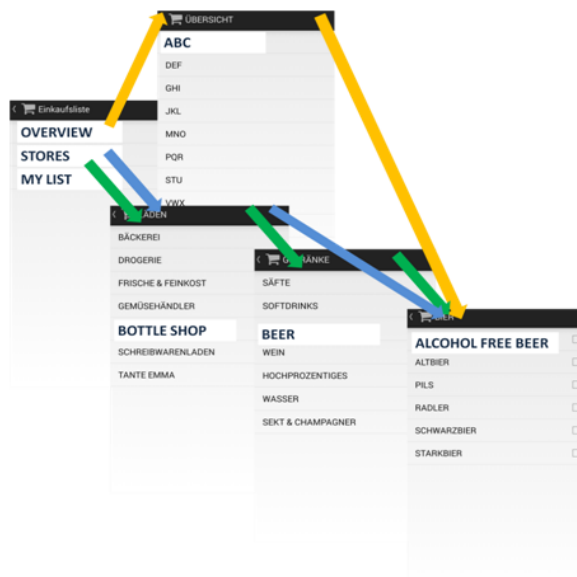 ÜBERSICHT
ABC
DEF
GHI
JKL
MNO
PQR
STU
VWX
Einkaufsliste
OVERVIEW
STORES
MY LIST
BÄCKEREI
DROGERIE
FRISCHE & FEINKOST
GEMÜSEHÄNDLER
BOTTLE SHOP
SCHREIBWARENLADEN
TANTE EMMA
SÄFTE
SOFTDRINKS
BEER
WEIN
HOCHPROZENTIGES
WASSER
SEKT & CHAMPAGNER
ALCOHOL FREE BEER
ALTBIER
PILS
RADLER
SCHWARZBIER
STARKBIER